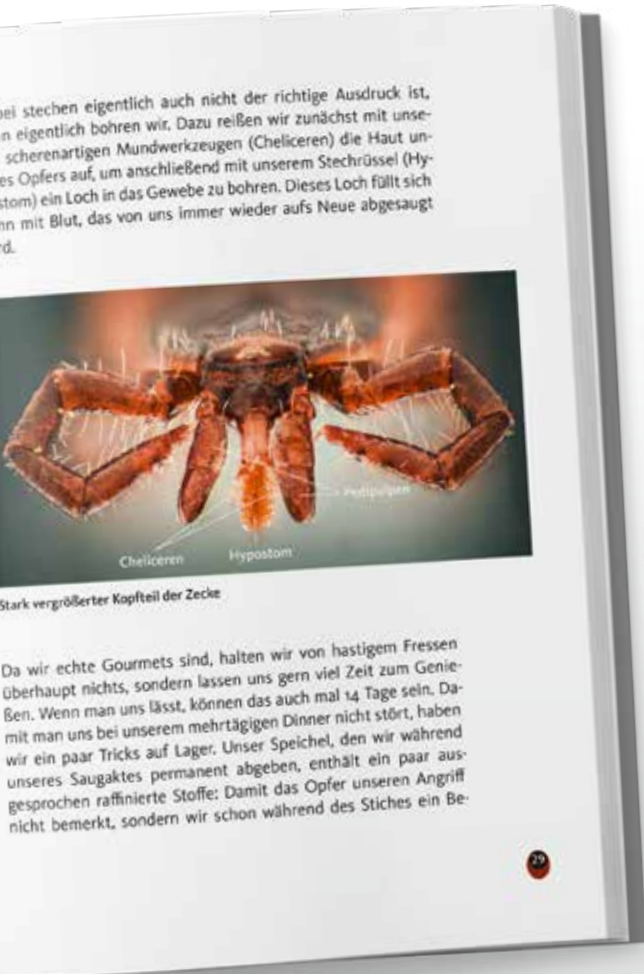 bei stechen eigentlich auch nicht der richtige Ausdruck ist,
n eigentlich bohren wir. Dazu reißen wir zunächst mit unse-
scherenartigen Mundwerkzeugen (Cheliceren) die Haut un-
es Opfers auf, um anschließend mit unserem Stechrüssel (Hy-
stom) ein Loch in das Gewebe zu bohren. Dieses Loch füllt sich
nn mit Blut, das von uns immer wieder aufs Neue abgesaugt
rd.
Pedipalpen
Cheliceren Hypostom
Stark vergrößerter Kopfteil der Zecke
Da wir echte Gourmets sind, halten wir von hastigem Fressen
überhaupt nichts, sondern lassen uns gern viel Zeit zum Genie-
ßen. Wenn man uns lässt, können das auch mal 14 Tage sein. Da-
mit man uns bei unserem mehrtägigen Dinner nicht stört, haben
wir ein paar Tricks auf Lager. Unser Speichel, den wir während
unseres Saugaktes permanent abgeben, enthält ein paar aus-
gesprochen raffinierte Stoffe: Damit das Opfer unseren Angriff
nicht bemerkt, sondern wir schon während des Stiches ein Be-
29